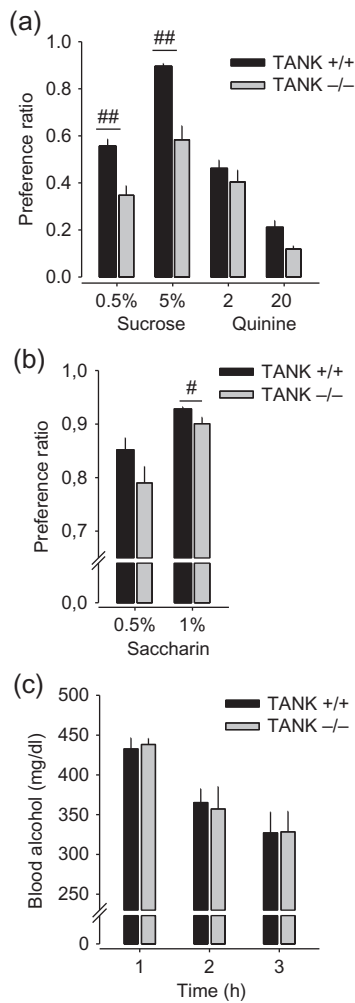 (a)
## ##
TANK +/+
TANK –/–
Preference ratio
1.0
0.8
0.6
0.4
0.2
0.0
0.5% 5% 2 20
Sucrose Quinine
(b)
#
TANK +/+
TANK –/–
Preference ratio
1,0
0,9
0,8
0,7
0,0
0.5% 1%
Saccharin
(c)
TANK +/+
TANK –/–
Blood alcohol (mg/dl)
500
450
400
350
300
250
0
1 2 3
Time (h)